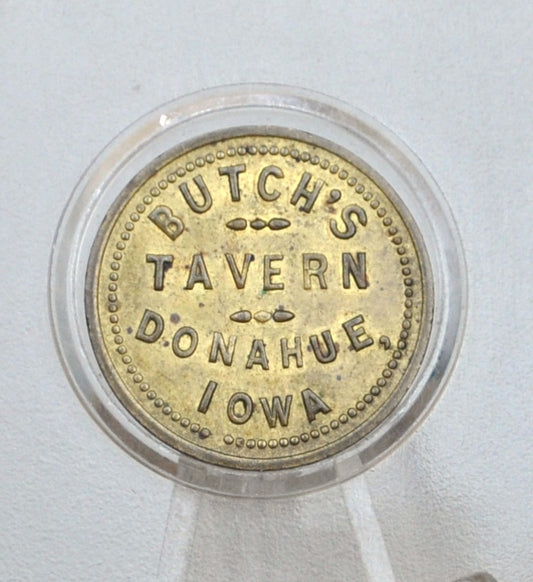 BUTCH'S
TAVERN
DONAHUE,
IOWA